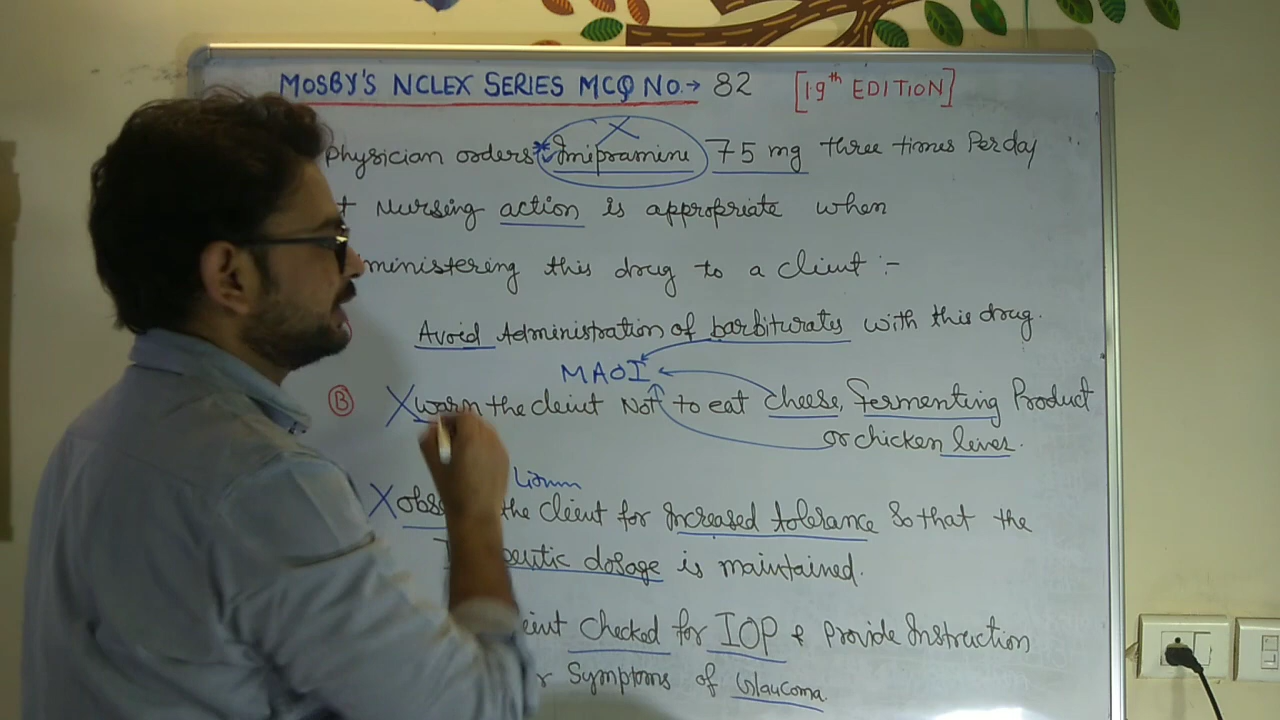 MOSBY'S NCLEX SERIES MCQ NO.→ 82 [19th EDITION]
Physician orders Imipramine 75 mg three times Per day
Nursing action is appropriate when
ministering this drug to a client :-
Avoid Administration of barbiturates with this drug.
MAOI
B X warn the cleint Not to eat cheese, fermenting Product
or chicken liver.
X the cleint for increased tolerance So that the
dosage is maintained.
checked for IOP & Provide Instruction
Symptoms of Glaucoma.